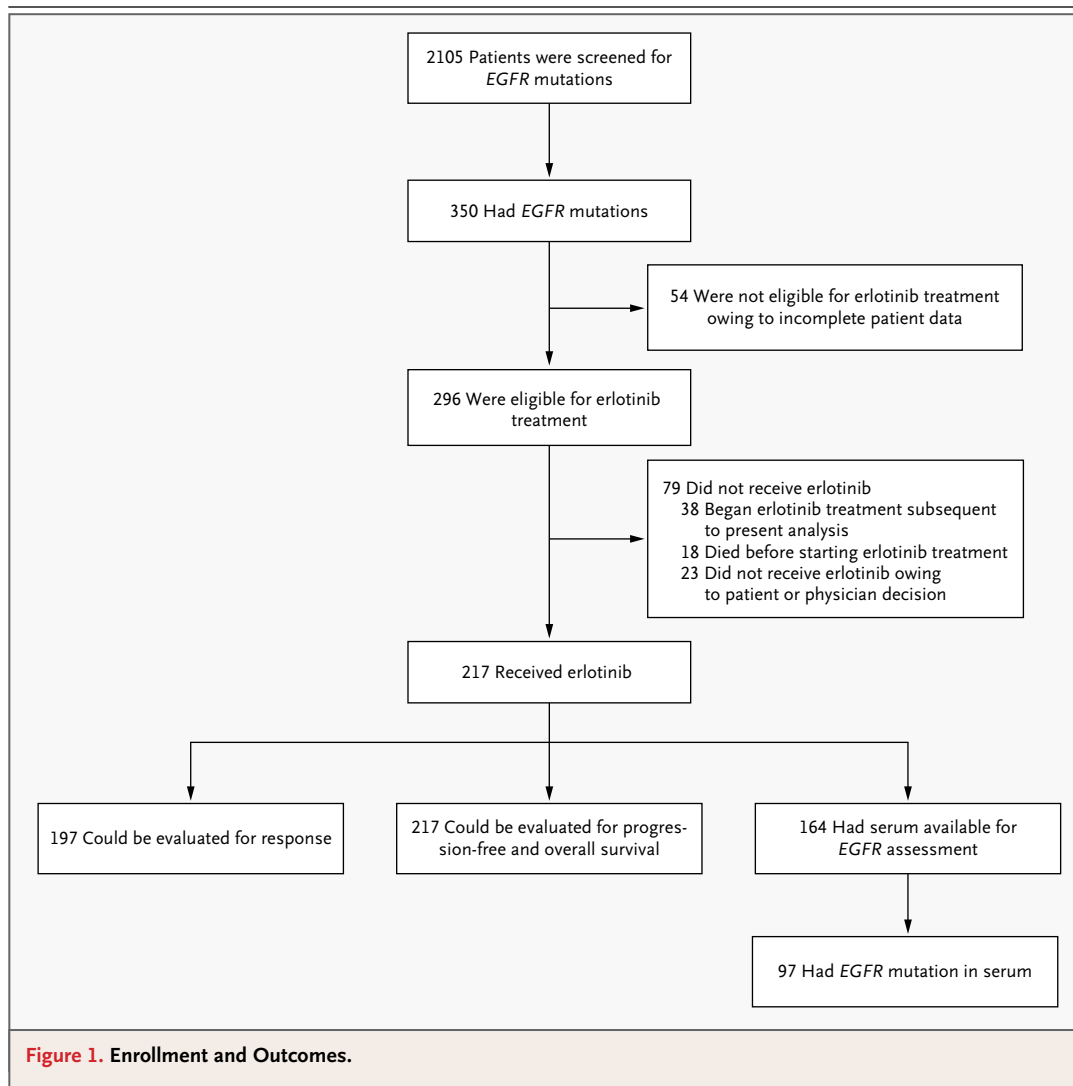 2105 Patients were screened for
EGFR mutations
350 Had EGFR mutations
54 Were not eligible for erlotinib treatment
owing to incomplete patient data
296 Were eligible for erlotinib
treatment
79 Did not receive erlotinib
38 Began erlotinib treatment subsequent
to present analysis
18 Died before starting erlotinib treatment
23 Did not receive erlotinib owing
to patient or physician decision
217 Received erlotinib
197 Could be evaluated for response
217 Could be evaluated for progres-
sion-free and overall survival
164 Had serum available for
EGFR assessment
97 Had EGFR mutation in serum
Figure 1. Enrollment and Outcomes.